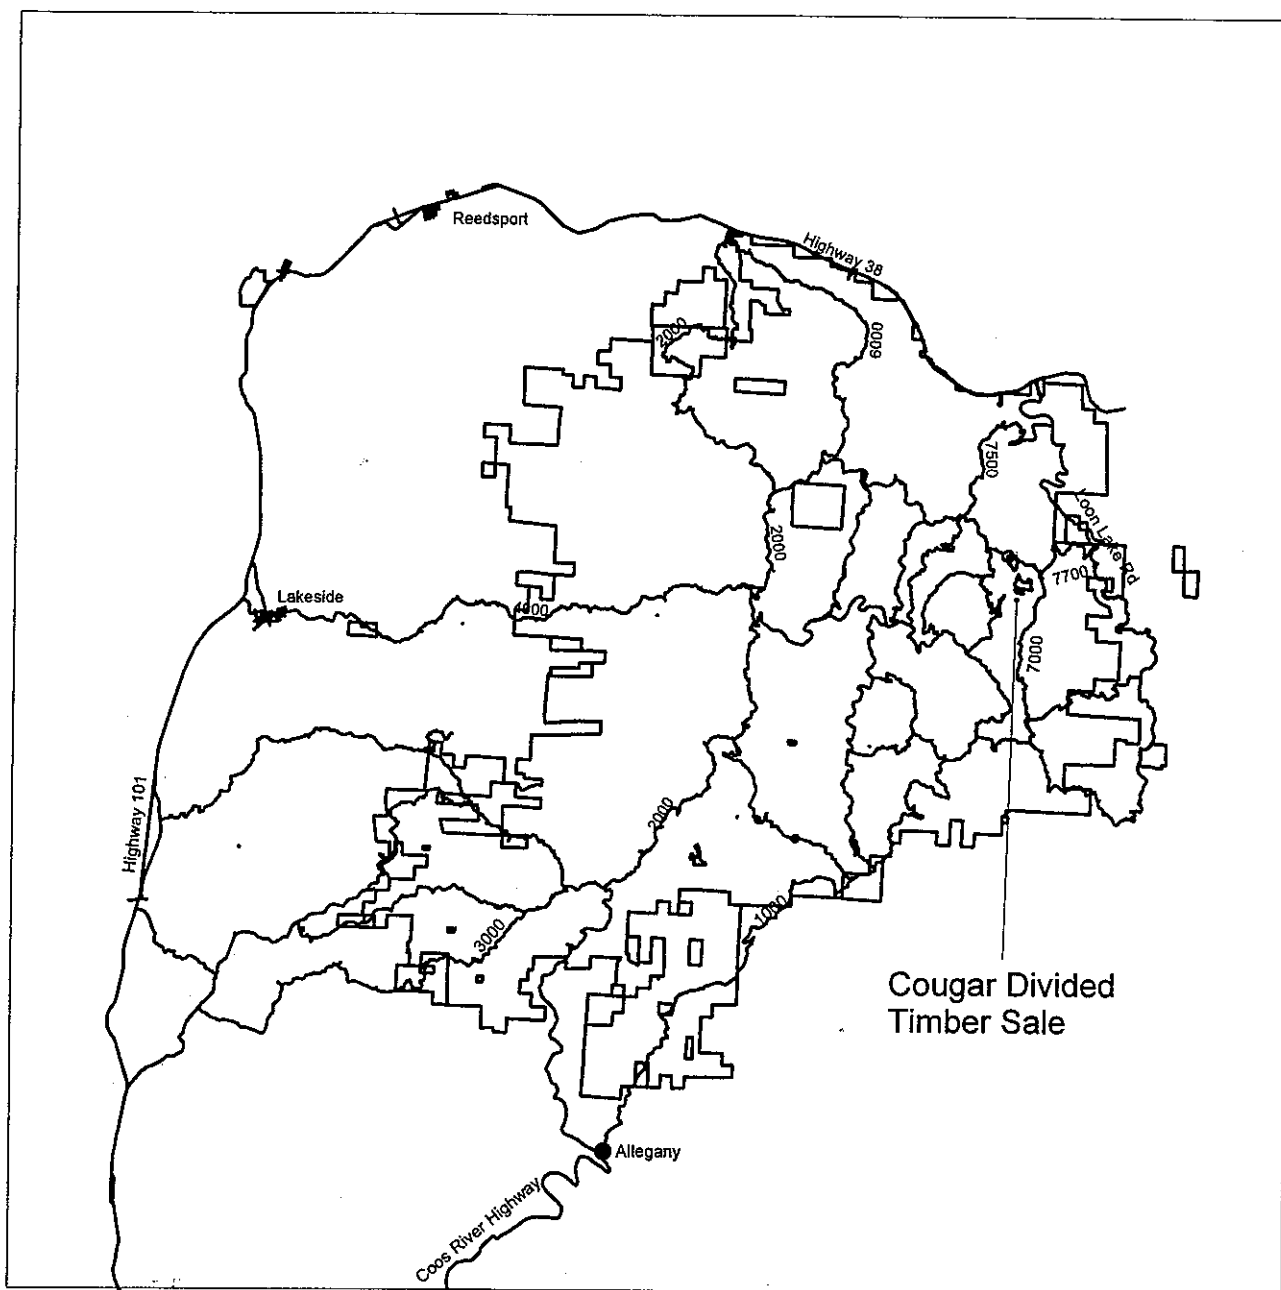 Reedsport
Highway 38
2000
6000
7500
Loon Lake Rd
2000
7700
Lakeside
4000
7000
Highway 101
2000
1000
3000
Cougar Divided
Timber Sale
Allegany
Coos River Highway